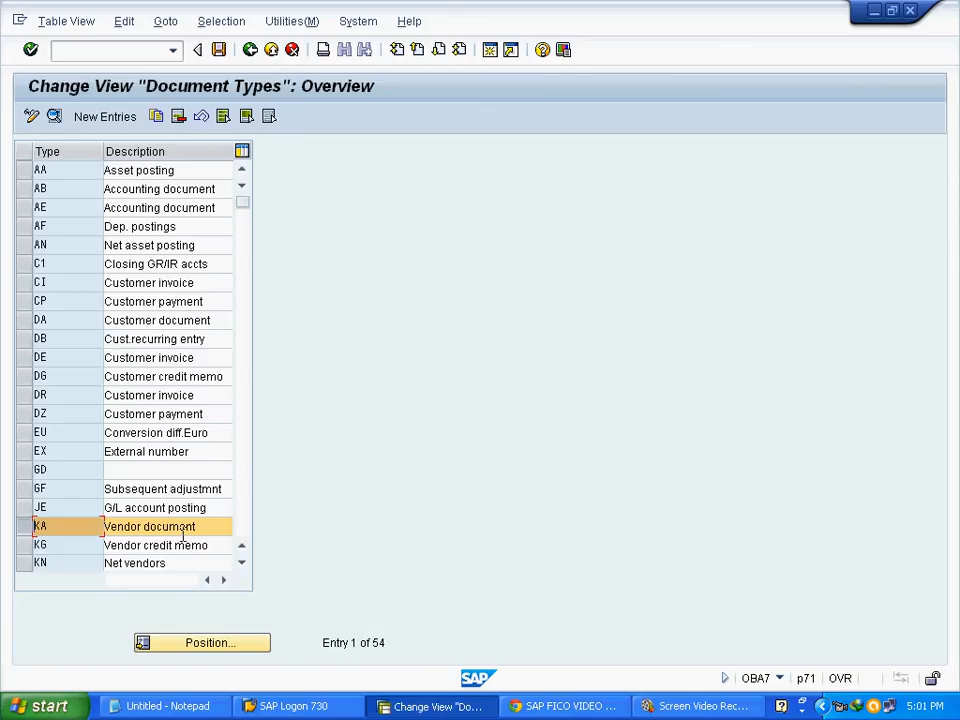 Table View Edit Goto Selection Utilities(M) System Help
Change View "Document Types": Overview
New Entries
Type Description
AA Asset posting
AB Accounting document
AE Accounting document
AF Dep. postings
AN Net asset posting
C1 Closing GR/IR accts
CI Customer invoice
CP Customer payment
DA Customer document
DB Cust.recurring entry
DE Customer invoice
DG Customer credit memo
DR Customer invoice
DZ Customer payment
EU Conversion diff.Euro
EX External number
GD
GF Subsequent adjustmnt
JE G/L account posting
KA Vendor document
KG Vendor credit memo
KN Net vendors
Position... Entry 1 of 54
SAP OBA7 p71 OVR
start Untitled - Notepad SAP Logon 730 Change View "Do... SAP FICO VIDEO ... Screen Video Rec... 5:01 PM